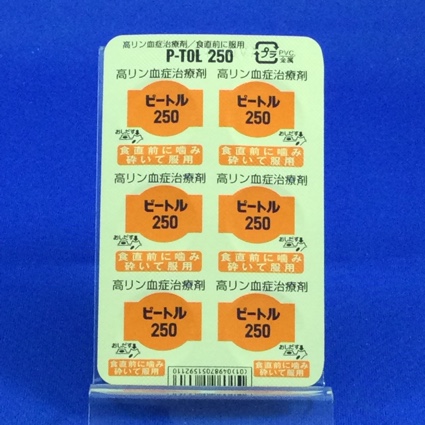 高リン血症治療剤/食直前に服用
P-TOL 250
プラ PVC, 金属
高リン血症治療剤 高リン血症治療剤
ピートル ピートル
250 250
おしだす おしだす
食直前に噛み 食直前に噛み
砕いて服用 砕いて服用
高リン血症治療剤 高リン血症治療剤
ピートル ピートル
250 250
おしだす おしだす
食直前に噛み 食直前に噛み
砕いて服用 砕いて服用
高リン血症治療剤 高リン血症治療剤
ピートル ピートル
250 250
おしだす おしだす
食直前に噛み 食直前に噛み
砕いて服用 砕いて服用
(01)04987051592110